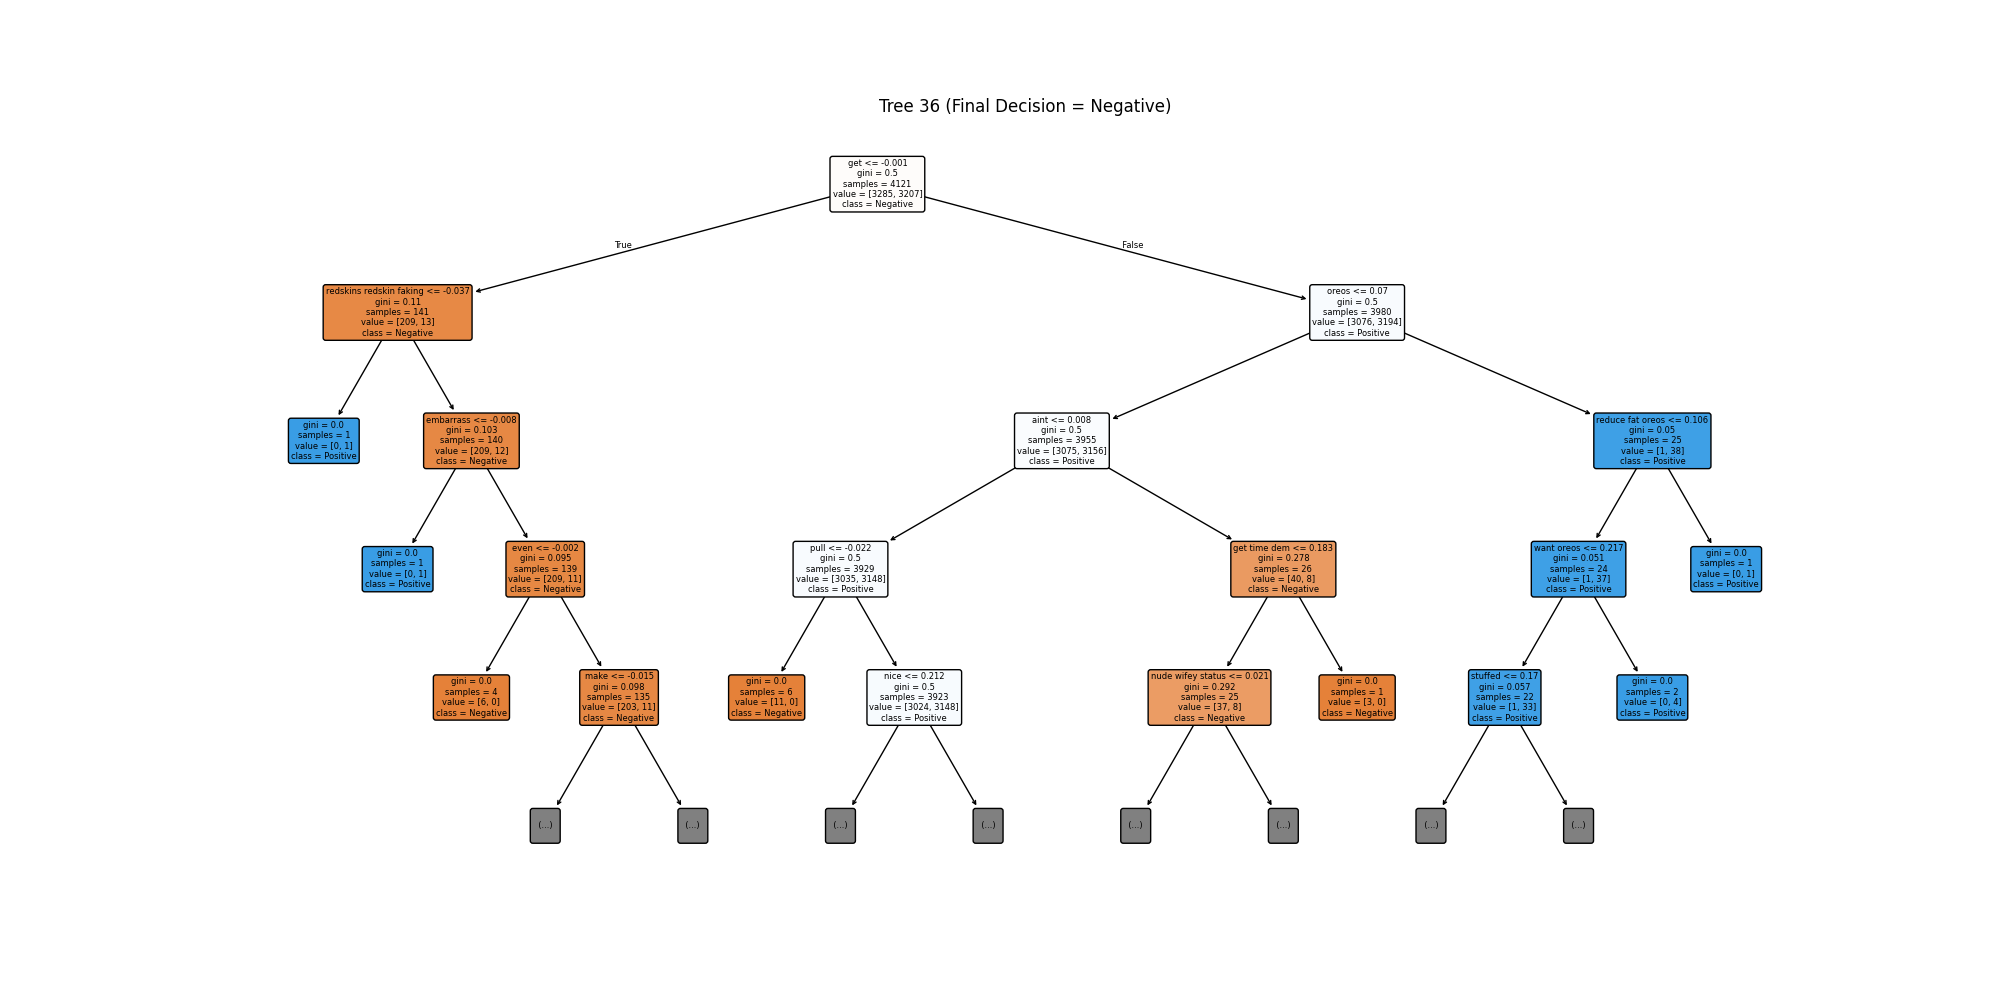 Tree 36 (Final Decision = Negative)
get <= -0.001
gini = 0.5
samples = 4121
value = [3285, 3207]
class = Negative
True
False
redskins redskin faking <= -0.037
gini = 0.11
samples = 141
value = [209, 13]
class = Negative
oreos <= 0.07
gini = 0.5
samples = 3980
value = [3076, 3194]
class = Positive
gini = 0.0
samples = 1
value = [0, 1]
class = Positive
embarrass <= -0.008
gini = 0.103
samples = 140
value = [209, 12]
class = Negative
aint <= 0.008
gini = 0.5
samples = 3955
value = [3075, 3156]
class = Positive
reduce fat oreos <= 0.106
gini = 0.05
samples = 25
value = [1, 38]
class = Positive
gini = 0.0
samples = 1
value = [0, 1]
class = Positive
even <= -0.002
gini = 0.095
samples = 139
value = [209, 11]
class = Negative
pull <= -0.022
gini = 0.5
samples = 3929
value = [3035, 3148]
class = Positive
get time dem <= 0.183
gini = 0.278
samples = 26
value = [40, 8]
class = Negative
want oreos <= 0.217
gini = 0.051
samples = 24
value = [1, 37]
class = Positive
gini = 0.0
samples = 1
value = [0, 1]
class = Positive
gini = 0.0
samples = 4
value = [6, 0]
class = Negative
make <= -0.015
gini = 0.098
samples = 135
value = [203, 11]
class = Negative
gini = 0.0
samples = 6
value = [11, 0]
class = Negative
nice <= 0.212
gini = 0.5
samples = 3923
value = [3024, 3148]
class = Positive
nude wifey status <= 0.021
gini = 0.292
samples = 25
value = [37, 8]
class = Negative
gini = 0.0
samples = 1
value = [3, 0]
class = Negative
stuffed <= 0.17
gini = 0.057
samples = 22
value = [1, 33]
class = Positive
gini = 0.0
samples = 2
value = [0, 4]
class = Positive
(...)
(...)
(...)
(...)
(...)
(...)
(...)
(...)